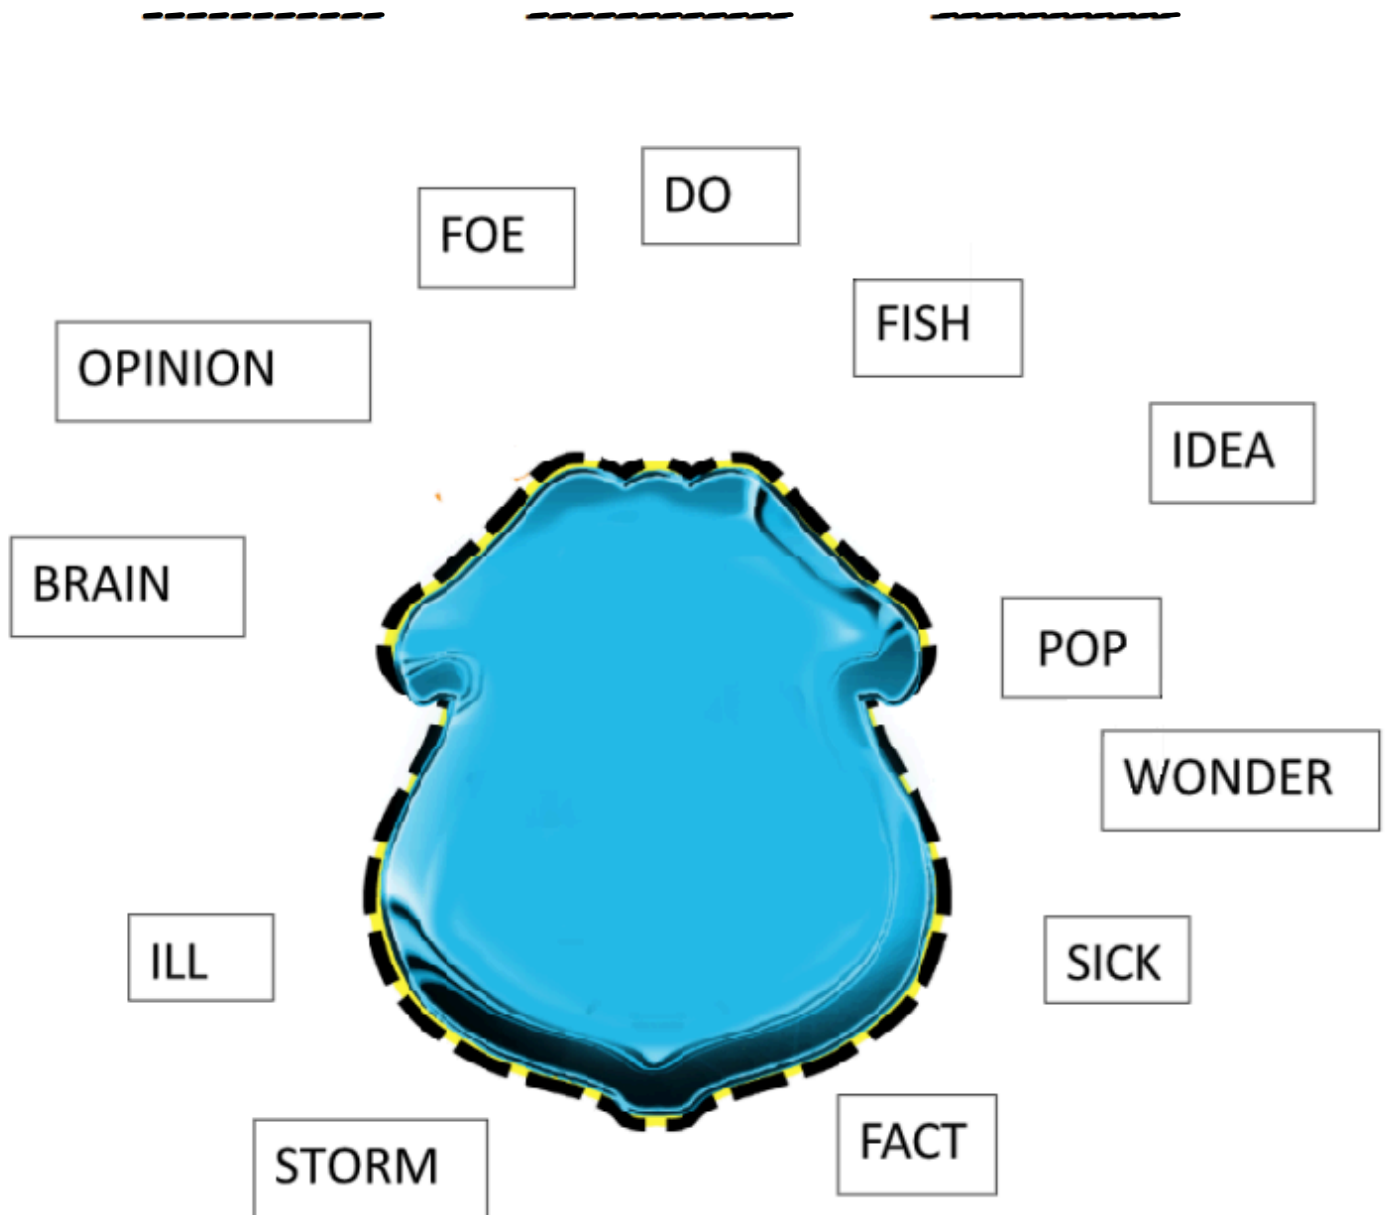 DO
FOE
FISH
OPINION
IDEA
BRAIN
POP
WONDER
ILL
SICK
FACT
STORM